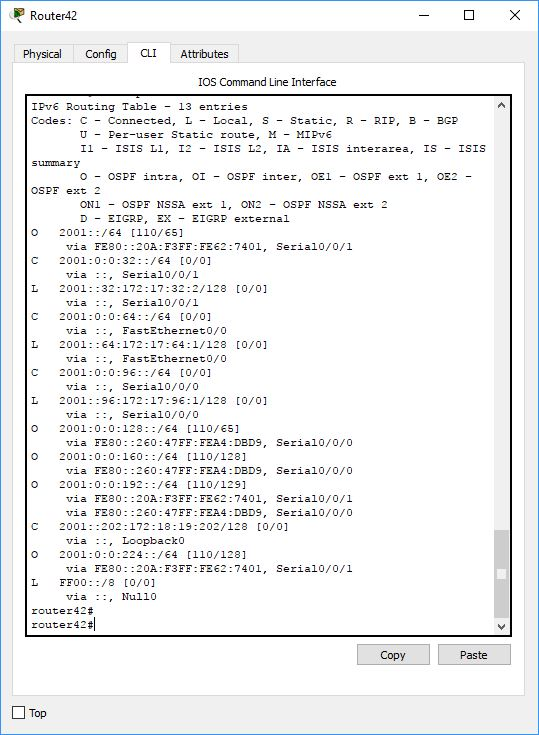 Router42
Physical Config CLI Attributes
IOS Command Line Interface
IPv6 Routing Table - 13 entries
Codes: C - Connected, L - Local, S - Static, R - RIP, B - BGP
       U - Per-user Static route, M - MIPv6
       I1 - ISIS L1, I2 - ISIS L2, IA - ISIS interarea, IS - ISIS
summary
       O - OSPF intra, OI - OSPF inter, OE1 - OSPF ext 1, OE2 -
OSPF ext 2
       ON1 - OSPF NSSA ext 1, ON2 - OSPF NSSA ext 2
       D - EIGRP, EX - EIGRP external
O   2001::/64 [110/65]
     via FE80::20A:F3FF:FE62:7401, Serial0/0/1
C   2001:0:0:32::/64 [0/0]
     via ::, Serial0/0/1
L   2001::32:172:17:32:2/128 [0/0]
     via ::, Serial0/0/1
C   2001:0:0:64::/64 [0/0]
     via ::, FastEthernet0/0
L   2001::64:172:17:64:1/128 [0/0]
     via ::, FastEthernet0/0
C   2001:0:0:96::/64 [0/0]
     via ::, Serial0/0/0
L   2001::96:172:17:96:1/128 [0/0]
     via ::, Serial0/0/0
O   2001:0:0:128::/64 [110/65]
     via FE80::260:47FF:FEA4:DBD9, Serial0/0/0
O   2001:0:0:160::/64 [110/128]
     via FE80::260:47FF:FEA4:DBD9, Serial0/0/0
O   2001:0:0:192::/64 [110/129]
     via FE80::20A:F3FF:FE62:7401, Serial0/0/1
     via FE80::260:47FF:FEA4:DBD9, Serial0/0/0
C   2001::202:172:18:19:202/128 [0/0]
     via ::, Loopback0
O   2001:0:0:224::/64 [110/128]
     via FE80::20A:F3FF:FE62:7401, Serial0/0/1
L   FF00::/8 [0/0]
     via ::, Null0
router42#
router42#
Copy Paste
Top